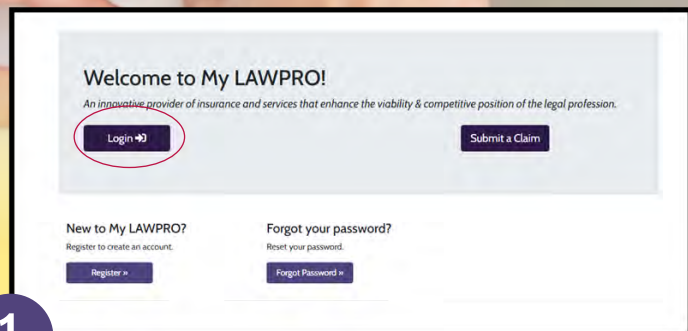 Welcome to My LAWPRO!
An innovative provider of insurance and services that enhance the viability & competitive position of the legal profession.
Login
Submit a Claim
New to My LAWPRO?
Forgot your password?
Register to create an account.
Reset your password.
Register »
Forgot Password »
1